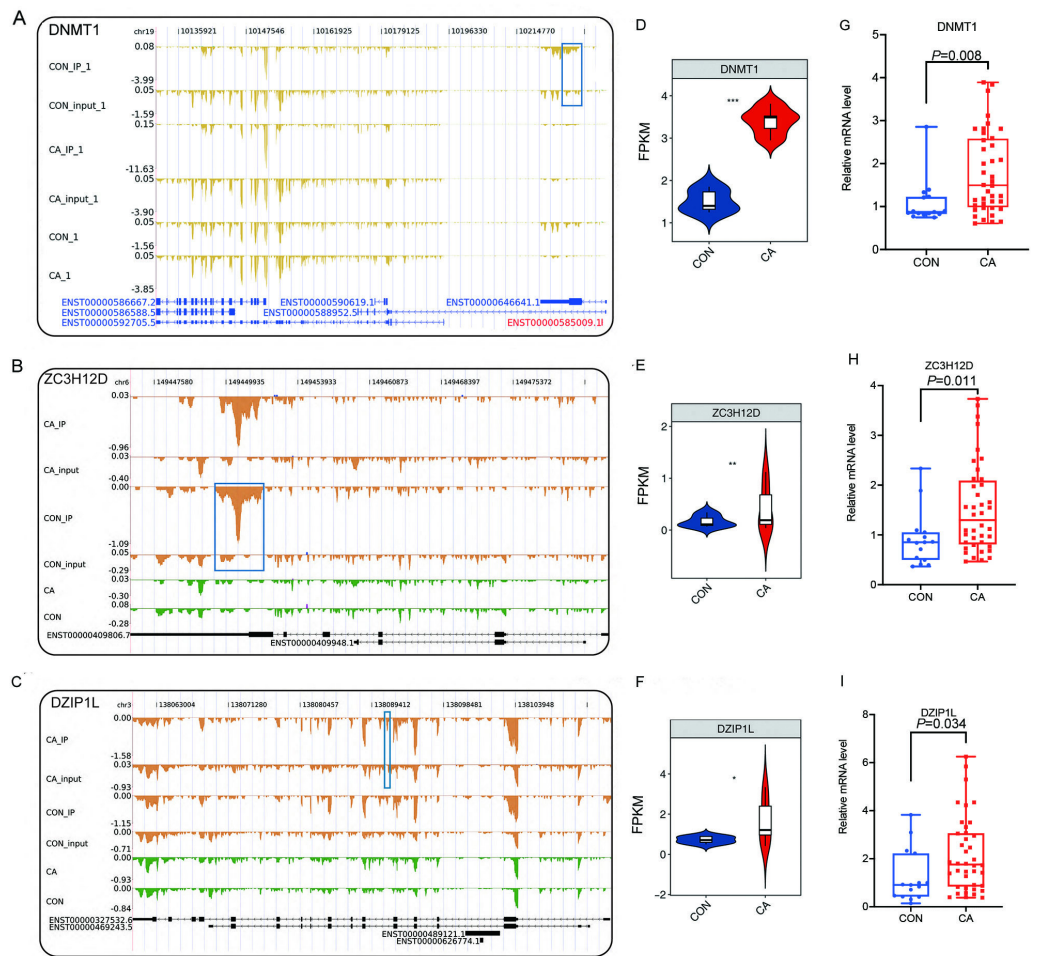 A
DNMT1
chr19 |10135921 |10147546 |10161925 |10179125 |10196330 |10214770 |
0.08
CON_IP_1
-3.99
0.05
CON_input_1
-1.59
0.15
CA_IP_1
-11.63
0.05
CA_input_1
-3.90
0.05
CON_1
-1.56
0.05
CA_1
-3.85
ENST00000586667.2 ENST00000590619.1 ENST00000646641.1
ENST00000586588.5 ENST00000588952.5
ENST00000592705.5 ENST00000585009.1
B
ZC3H12D
chr6 |149447580 |149449935 |149453933 |149460873 |149468397 |149475372 |
0.03
CA_IP
-0.96
0.03
CA_input
-0.40
0.00
CON_IP
-1.09
0.05
CON_input
-0.29
0.03
CA
-0.30
0.08
CON
-0.28
ENST00000409806.7
ENST00000409948.1
C
DZIP1L
chr3 |138063004 |138071280 |138080457 |138089412 |138098481 |138103948 |
0.00
CA_IP
-1.58
0.03
CA_input
-0.93
0.00
CON_IP
-1.15
0.00
CON_input
-0.71
0.00
CA
-0.93
0.00
CON
-0.84
ENST00000327532.6
ENST00000469243.5
ENST00000489121.1
ENST00000626774.1
D
DNMT1
***
FPKM
4
3
2
1
CON CA
E
ZC3H12D
**
FPKM
2
1
0
CON CA
F
DZIP1L
*
FPKM
4
2
0
−2
CON CA
G
DNMT1
P=0.008
Relative mRNA level
5
4
3
2
1
0
CON CA
H
ZC3H12D
P=0.011
Relative mRNA level
4
3
2
1
0
CON CA
I
DZIP1L
P=0.034
Relative mRNA level
8
6
4
2
0
CON CA